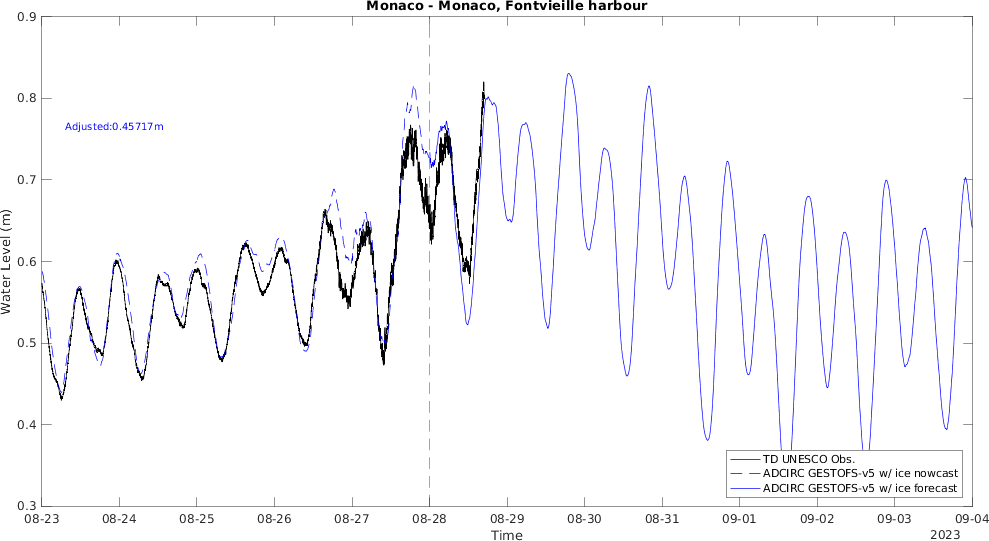 Monaco - Monaco, Fontvieille harbour
0.9
0.8
0.7
0.6
0.5
0.4
0.3
Water Level (m)
Adjusted:0.45717m
TD UNESCO Obs.
ADCIRC GESTOFS-v5 w/ ice nowcast
ADCIRC GESTOFS-v5 w/ ice forecast
08-23 08-24 08-25 08-26 08-27 08-28 08-29 08-30 08-31 09-01 09-02 09-03 09-04
Time
2023